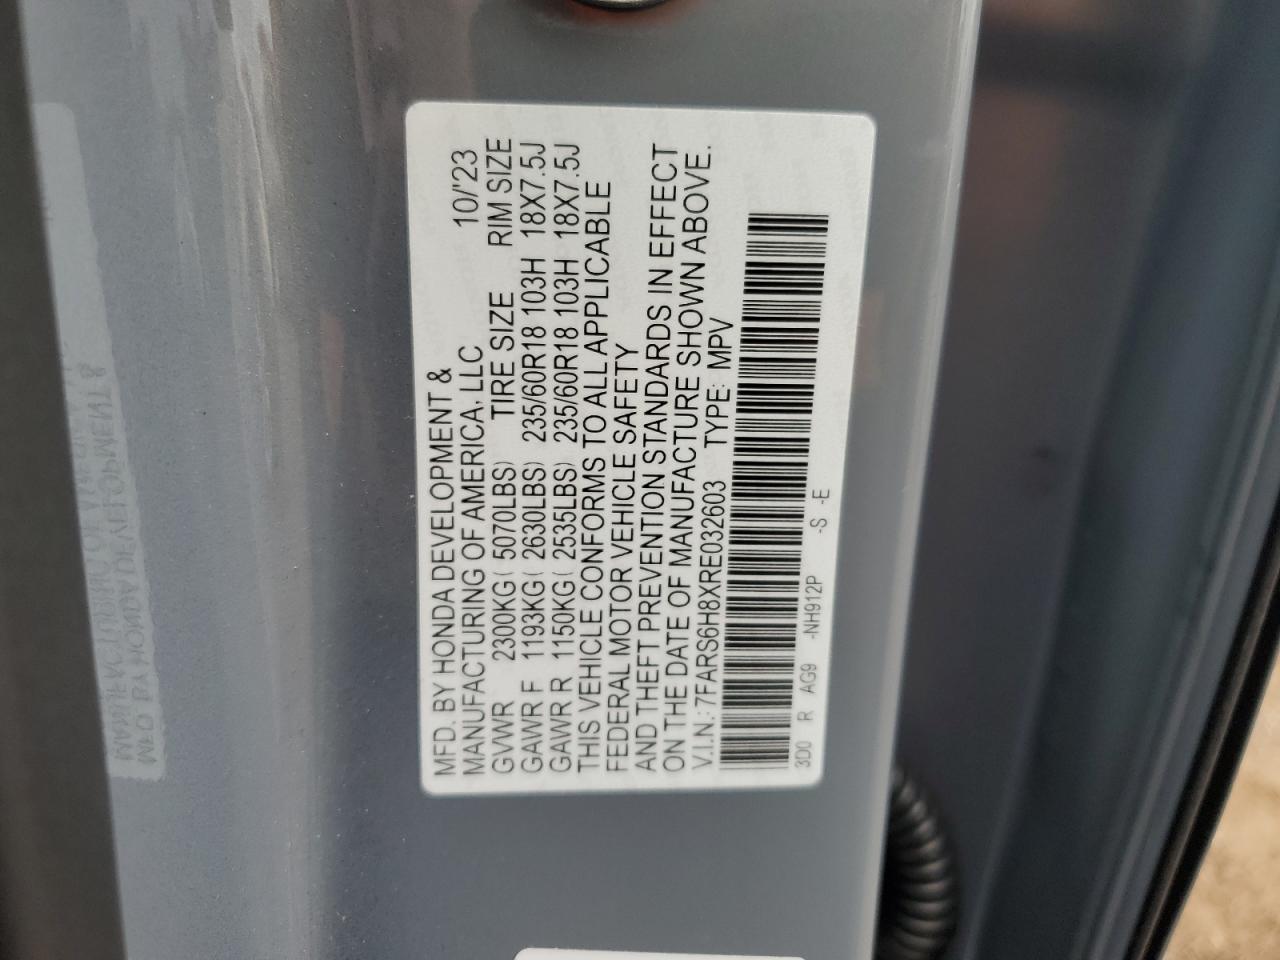 MFD. BY HONDA DEVELOPMENT &
MANUFACTURING OF AMERICA, LLC 10/'23
GVWR 2300KG( 5070LBS) TIRE SIZE RIM SIZE
GAWR F 1193KG( 2630LBS) 235/60R18 103H 18X7.5J
GAWR R 1150KG( 2535LBS) 235/60R18 103H 18X7.5J
THIS VEHICLE CONFORMS TO ALL APPLICABLE
FEDERAL MOTOR VEHICLE SAFETY
AND THEFT PREVENTION STANDARDS IN EFFECT
ON THE DATE OF MANUFACTURE SHOWN ABOVE.
V.I.N.: 7FARS6H8XRE032603 TYPE: MPV
3D0 R AG9 -NH912P -S -E